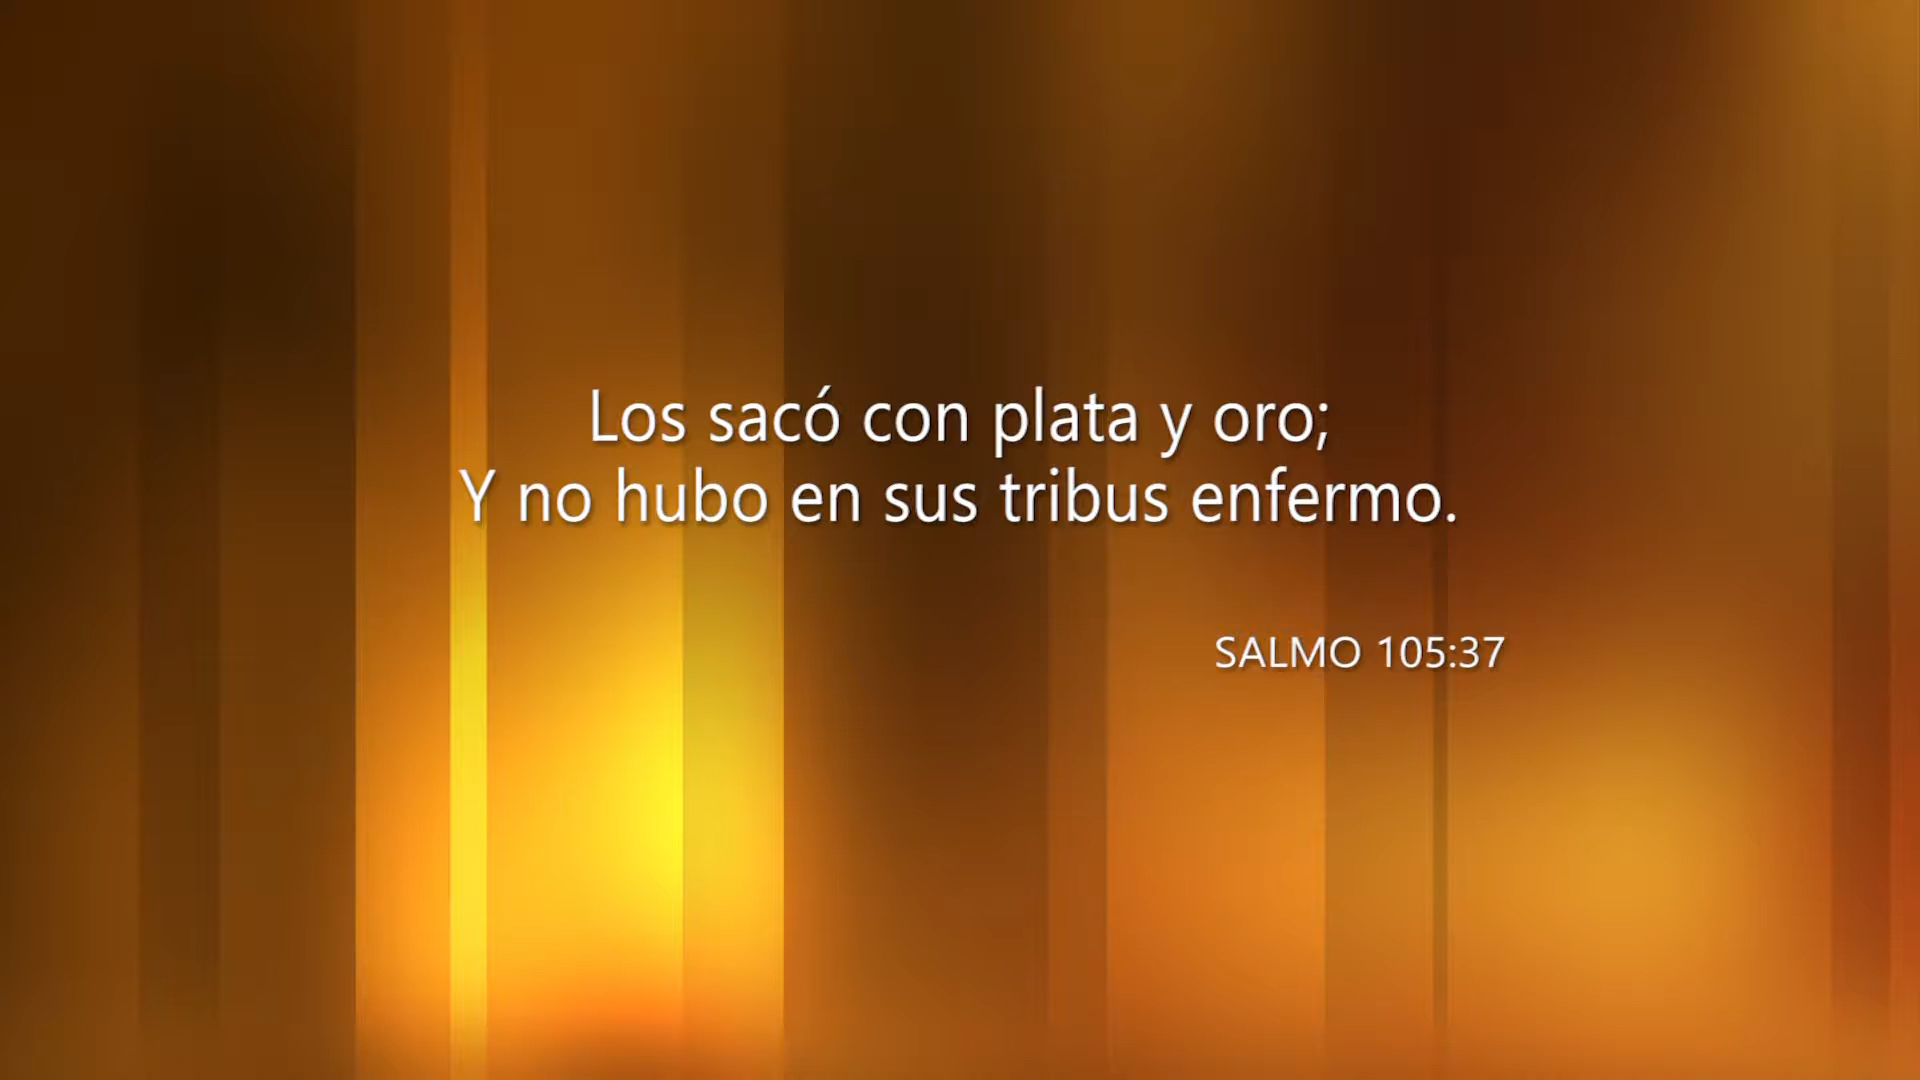 Los sacó con plata y oro;
Y no hubo en sus tribus enfermo.
SALMO 105:37